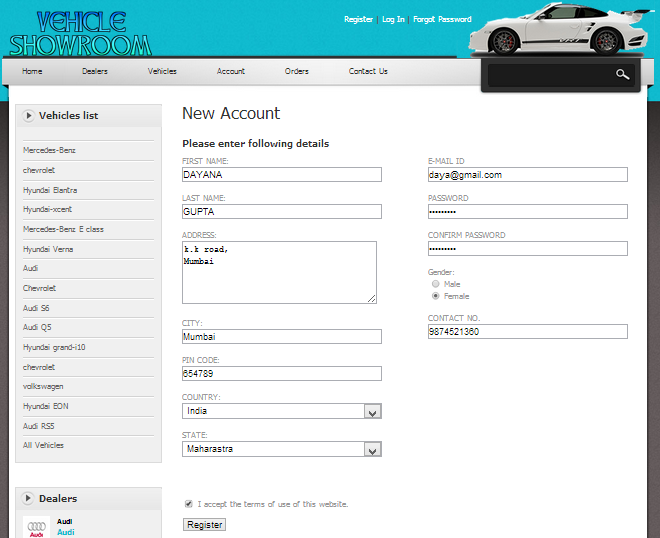 VEHICLE
SHOWROOM
Register | Log In | Forgot Password
Home Dealers Vehicles Account Orders Contact Us
Vehicles list
Mercedes-Benz
chevrolet
Hyundai Elantra
Hyundai-xcent
Mercedes-Benz E class
Hyundai Verna
Audi
Chevrolet
Audi S6
Audi Q5
Hyundai grand-i10
chevrolet
volkswagen
Hyundai EON
Audi RS5
All Vehicles
Dealers
Audi
Audi
Audi
New Account
Please enter following details
FIRST NAME:
DAYANA
LAST NAME:
GUPTA
ADDRESS:
k.k road,
Mumbai
CITY:
Mumbai
PIN CODE:
654789
COUNTRY:
India
STATE:
Maharastra
E-MAIL ID
daya@gmail.com
PASSWORD
•••••••••
CONFIRM PASSWORD
•••••••••
Gender:
Male
Female
CONTACT NO.
9874521360
I accept the terms of use of this website.
Register